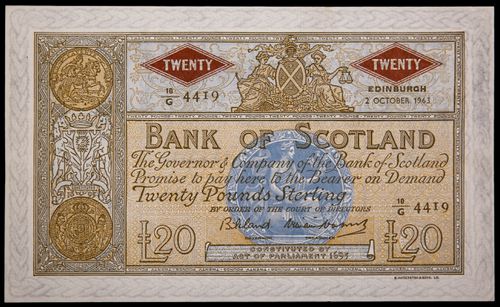 TWENTY
TWENTY
EDINBURGH
2 OCTOBER 1963
18/G 4419
BANK OF SCOTLAND
The Governor & Company of the Bank of Scotland
Promise to pay here to the Bearer on Demand
Twenty Pounds Sterling
BY ORDER OF THE COURT OF DIRECTORS
18/G 4419
£20
£20
CONSTITUTED BY
ACT OF PARLIAMENT 1695